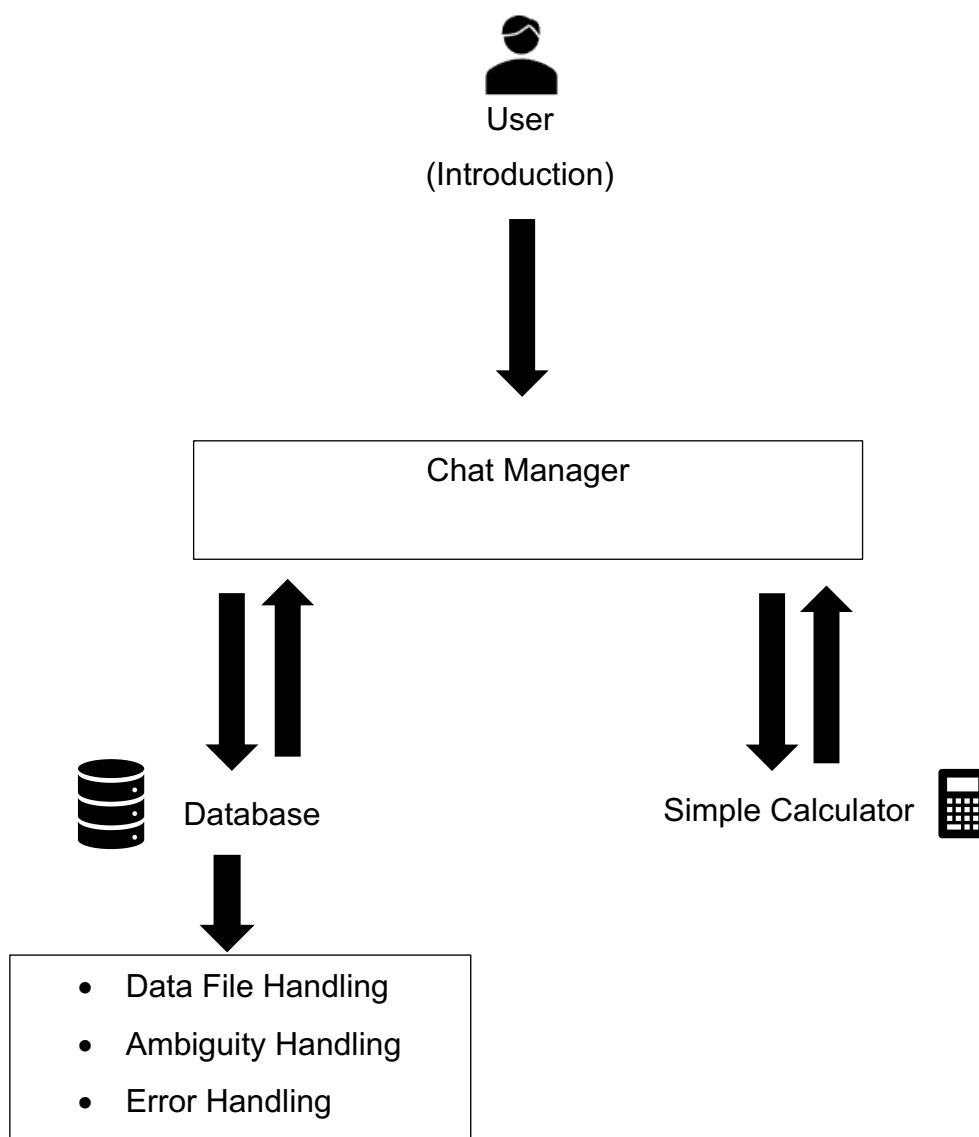 User
(Introduction)
Chat Manager
Database
Simple Calculator
• Data File Handling
• Ambiguity Handling
• Error Handling